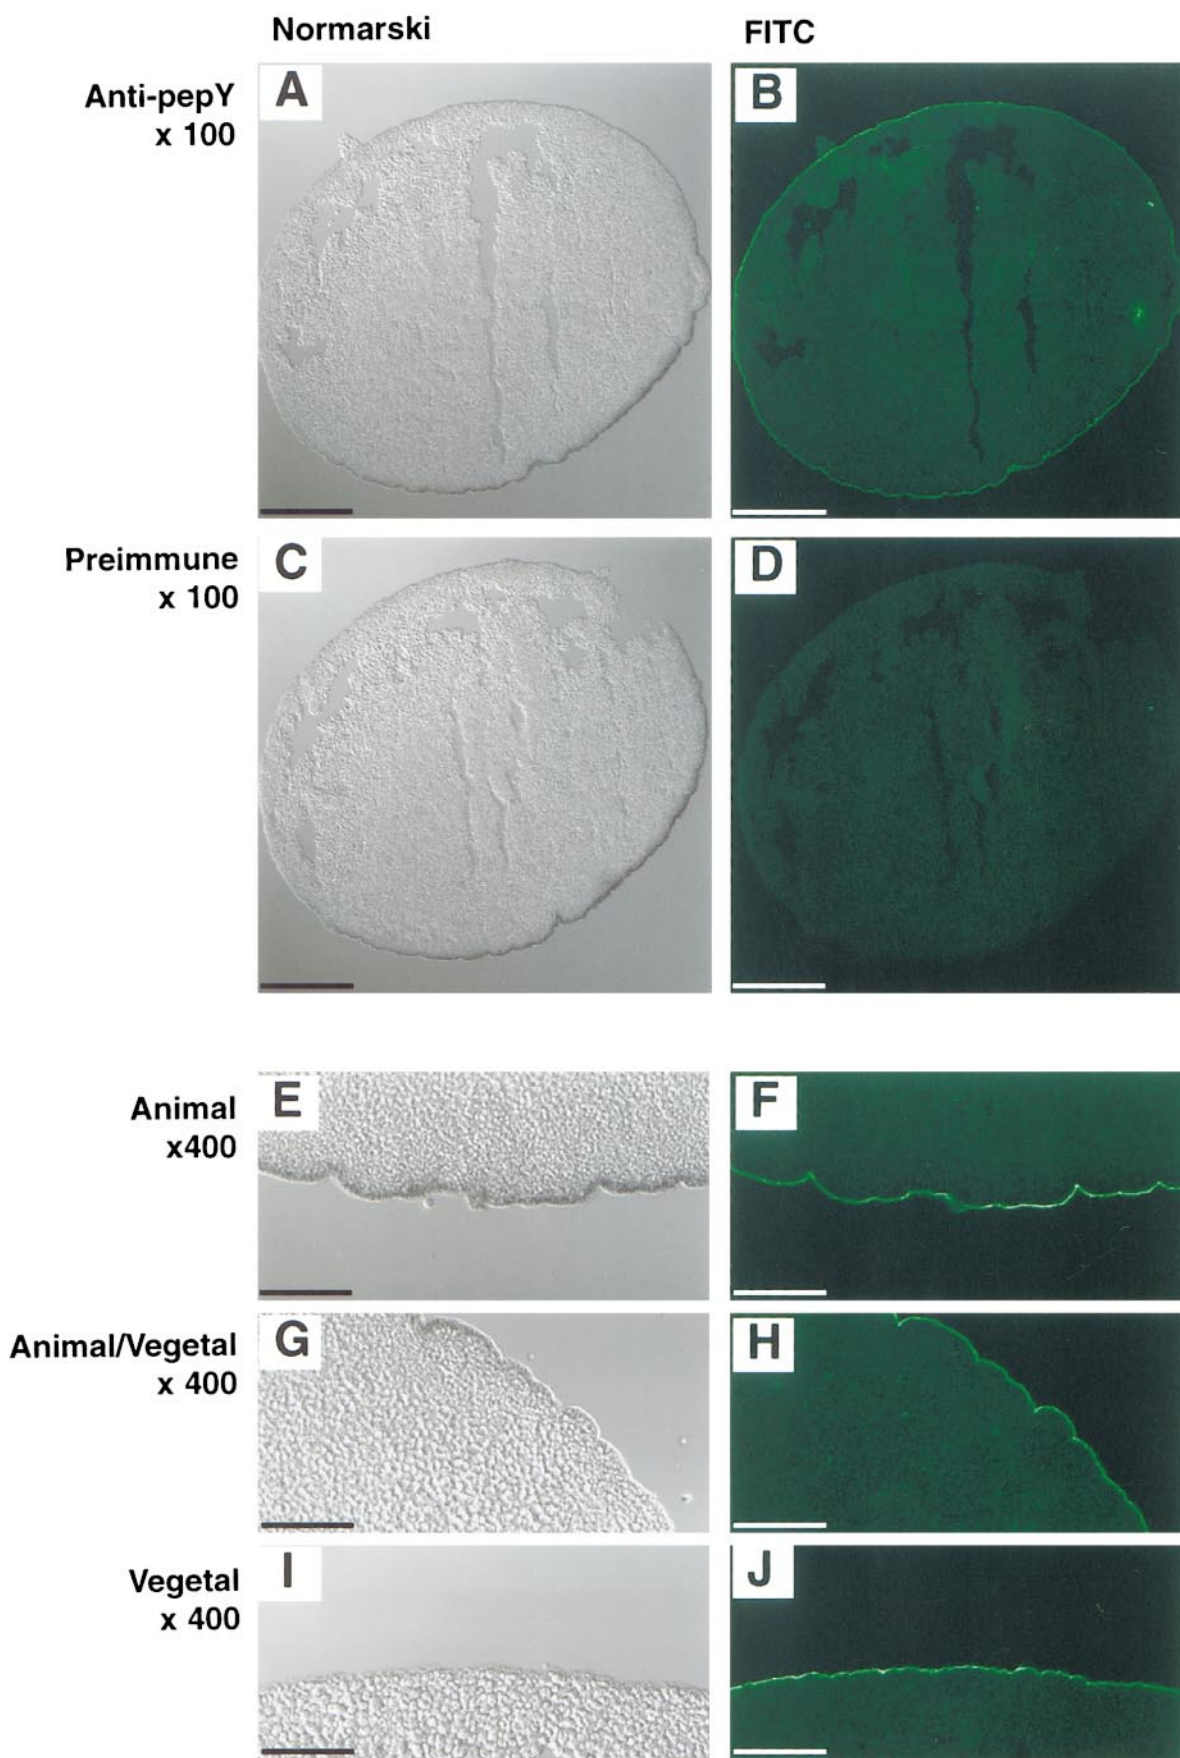 Normarski
FITC
Anti-pepY
x 100
A
B
Preimmune
x 100
C
D
Animal
x400
E
F
Animal/Vegetal
x 400
G
H
Vegetal
x 400
I
J